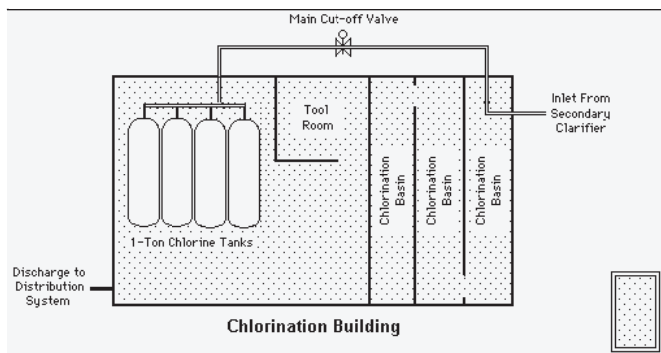 Main Cut-off Valve
Tool
Room
Inlet From
Secondary
Clarifier
Chlorination
Basin
Chlorination
Basin
Chlorination
Basin
1-Ton Chlorine Tanks
Discharge to
Distribution
System
Chlorination Building